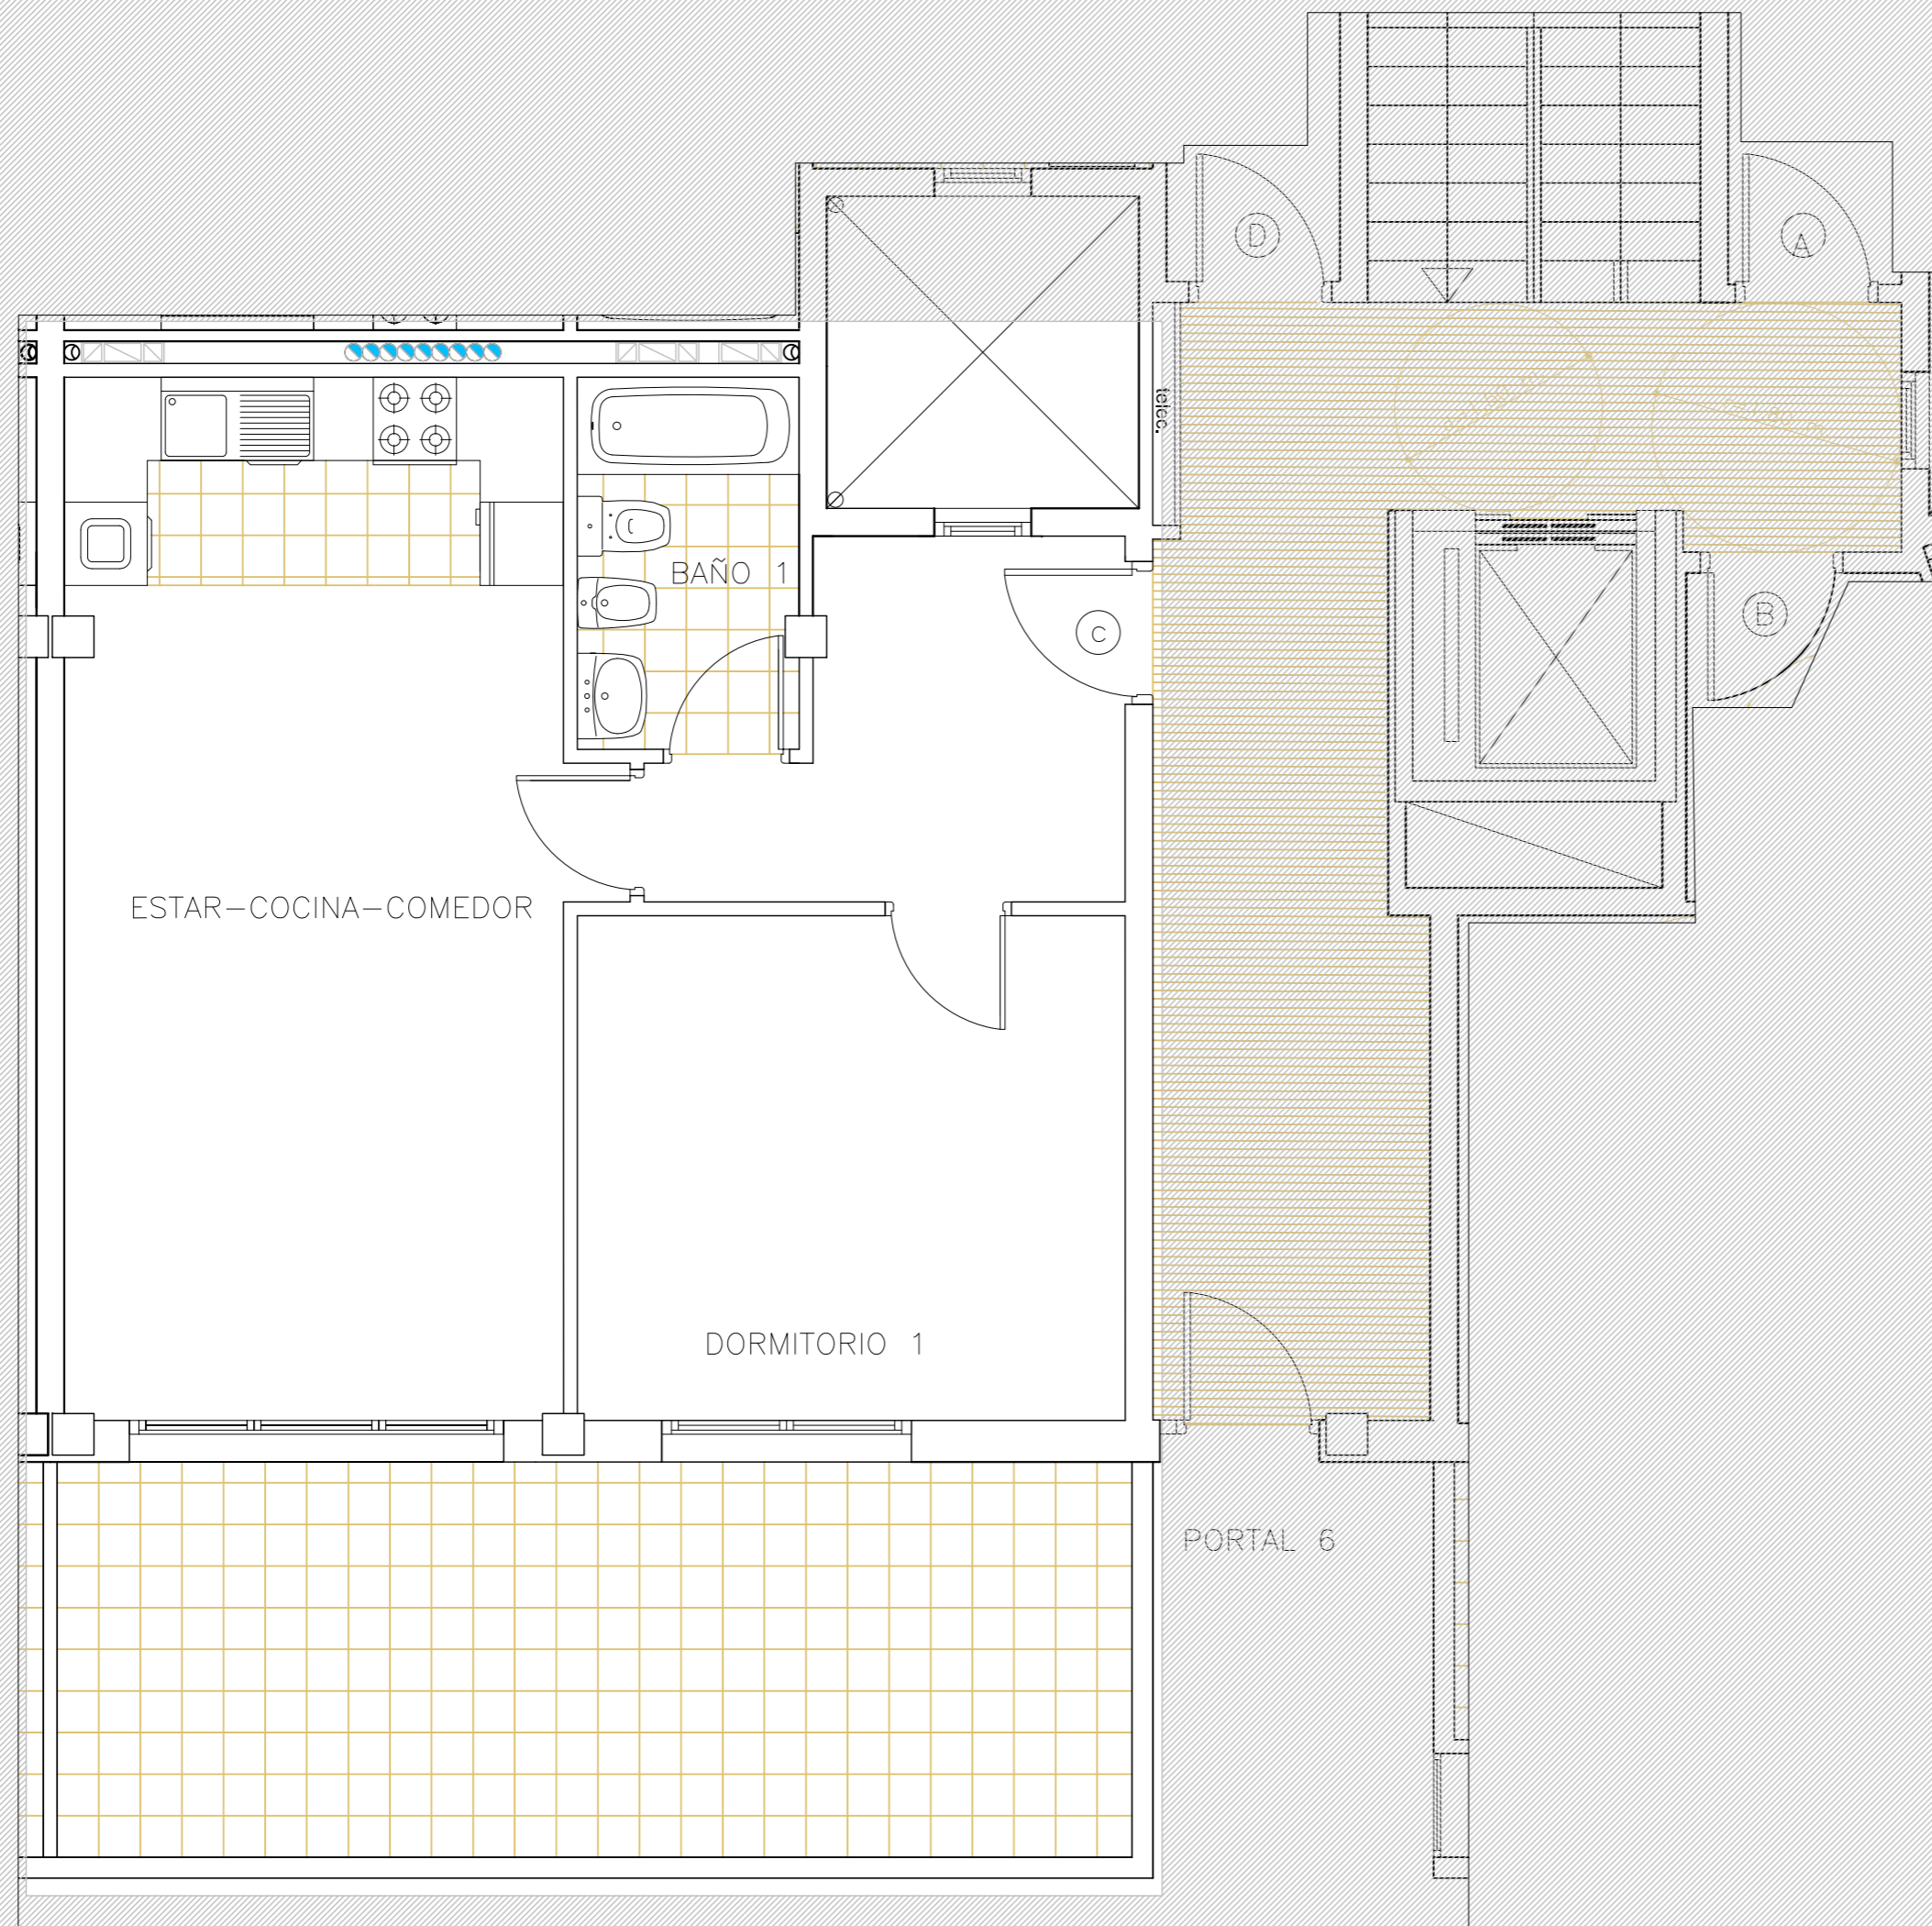 D
A
telec.
BAÑO 1
C
B
ESTAR-COCINA-COMEDOR
DORMITORIO 1
PORTAL 6